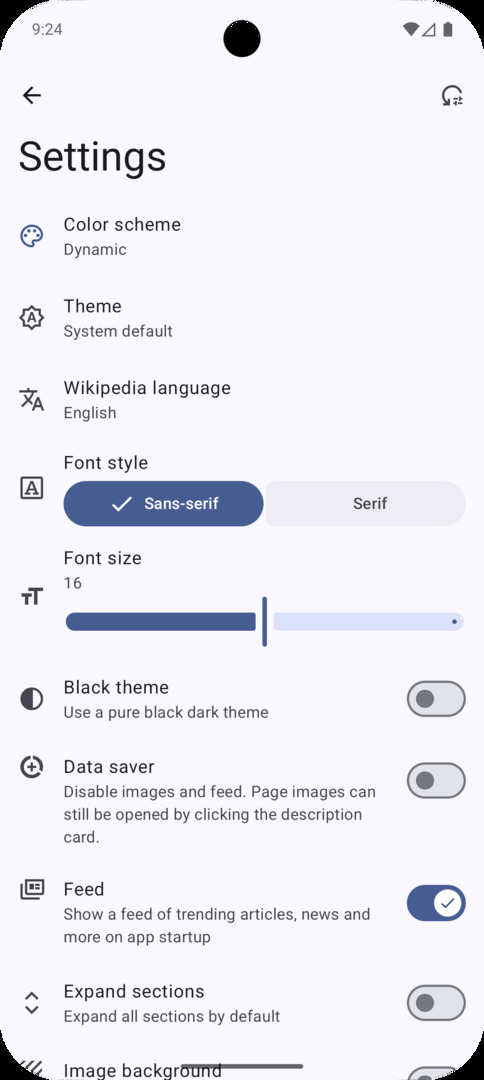 9:24
Settings
Color scheme
Dynamic
Theme
System default
Wikipedia language
English
Font style
Sans-serif
Serif
Font size
16
Black theme
Use a pure black dark theme
Data saver
Disable images and feed. Page images can
still be opened by clicking the description
card.
Feed
Show a feed of trending articles, news and
more on app startup
Expand sections
Expand all sections by default
Image background